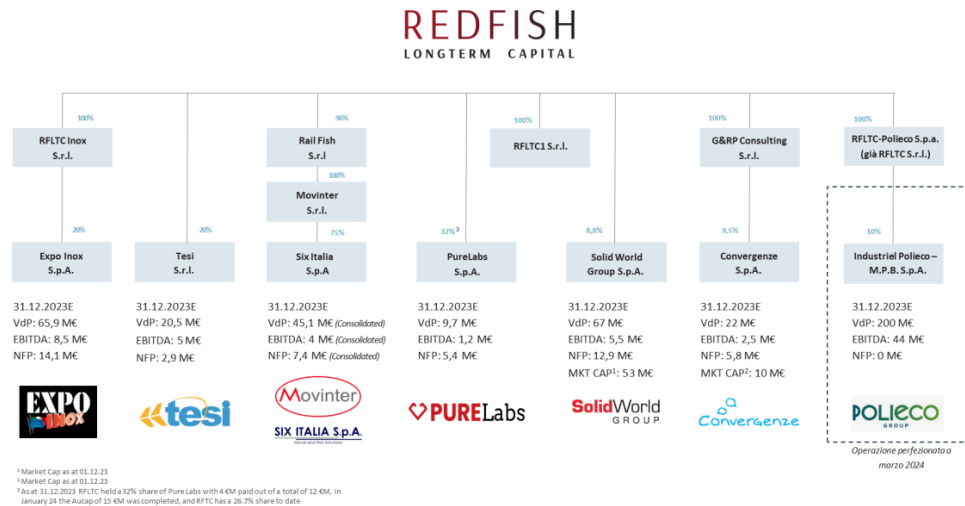 REDFISH
LONGTERM CAPITAL
100%
96%
100%
100%
100%
RFLTC Inox
S.r.l.
Rail Fish
S.r.l
RFLTC1 S.r.l.
G&RP Consulting
S.r.l.
RFLTC-Polieco S.p.a.
(già RFLTC S.r.l.)
100%
Movinter
S.r.l.
20%
20%
75%
32%³
8,8%
9,5%
10%
Expo Inox
S.p.A.
Tesi
S.r.l.
Six Italia
S.p.A
PureLabs
S.p.A.
Solid World
Group S.p.A.
Convergenze
S.p.A.
Industriel Polieco –
M.P.B. S.p.A.
31.12.2023E
VdP: 65,9 M€
EBITDA: 8,5 M€
NFP: 14,1 M€
31.12.2023E
VdP: 20,5 M€
EBITDA: 5 M€
NFP: 2,9 M€
31.12.2023E
VdP: 45,1 M€ (Consolidated)
EBITDA: 4 M€ (Consolidated)
NFP: 7,4 M€ (Consolidated)
31.12.2023E
VdP: 9,7 M€
EBITDA: 1,2 M€
NFP: 5,4 M€
31.12.2023E
VdP: 67 M€
EBITDA: 5,5 M€
NFP: 12,9 M€
MKT CAP¹: 53 M€
31.12.2023E
VdP: 22 M€
EBITDA: 2,5 M€
NFP: 5,8 M€
MKT CAP²: 10 M€
31.12.2023E
VdP: 200 M€
EBITDA: 44 M€
NFP: 0 M€
EXPO
INOX
tesi
Movinter
SIX ITALIA S.p.A.
PURELabs
SolidWorld
GROUP
Convergenze
POLIECO
GROUP
Operazione perfezionata a
marzo 2024
¹ Market Cap as at 01.12.23
² Market Cap as at 01.12.23
³ As at 31.12.2023 RFLTC held a 32% share of Pure Labs with 4 €M paid out of a total of 12 €M, in
January 24 the Aucap of 15 €M was completed, and RFTC has a 26.7% share to date